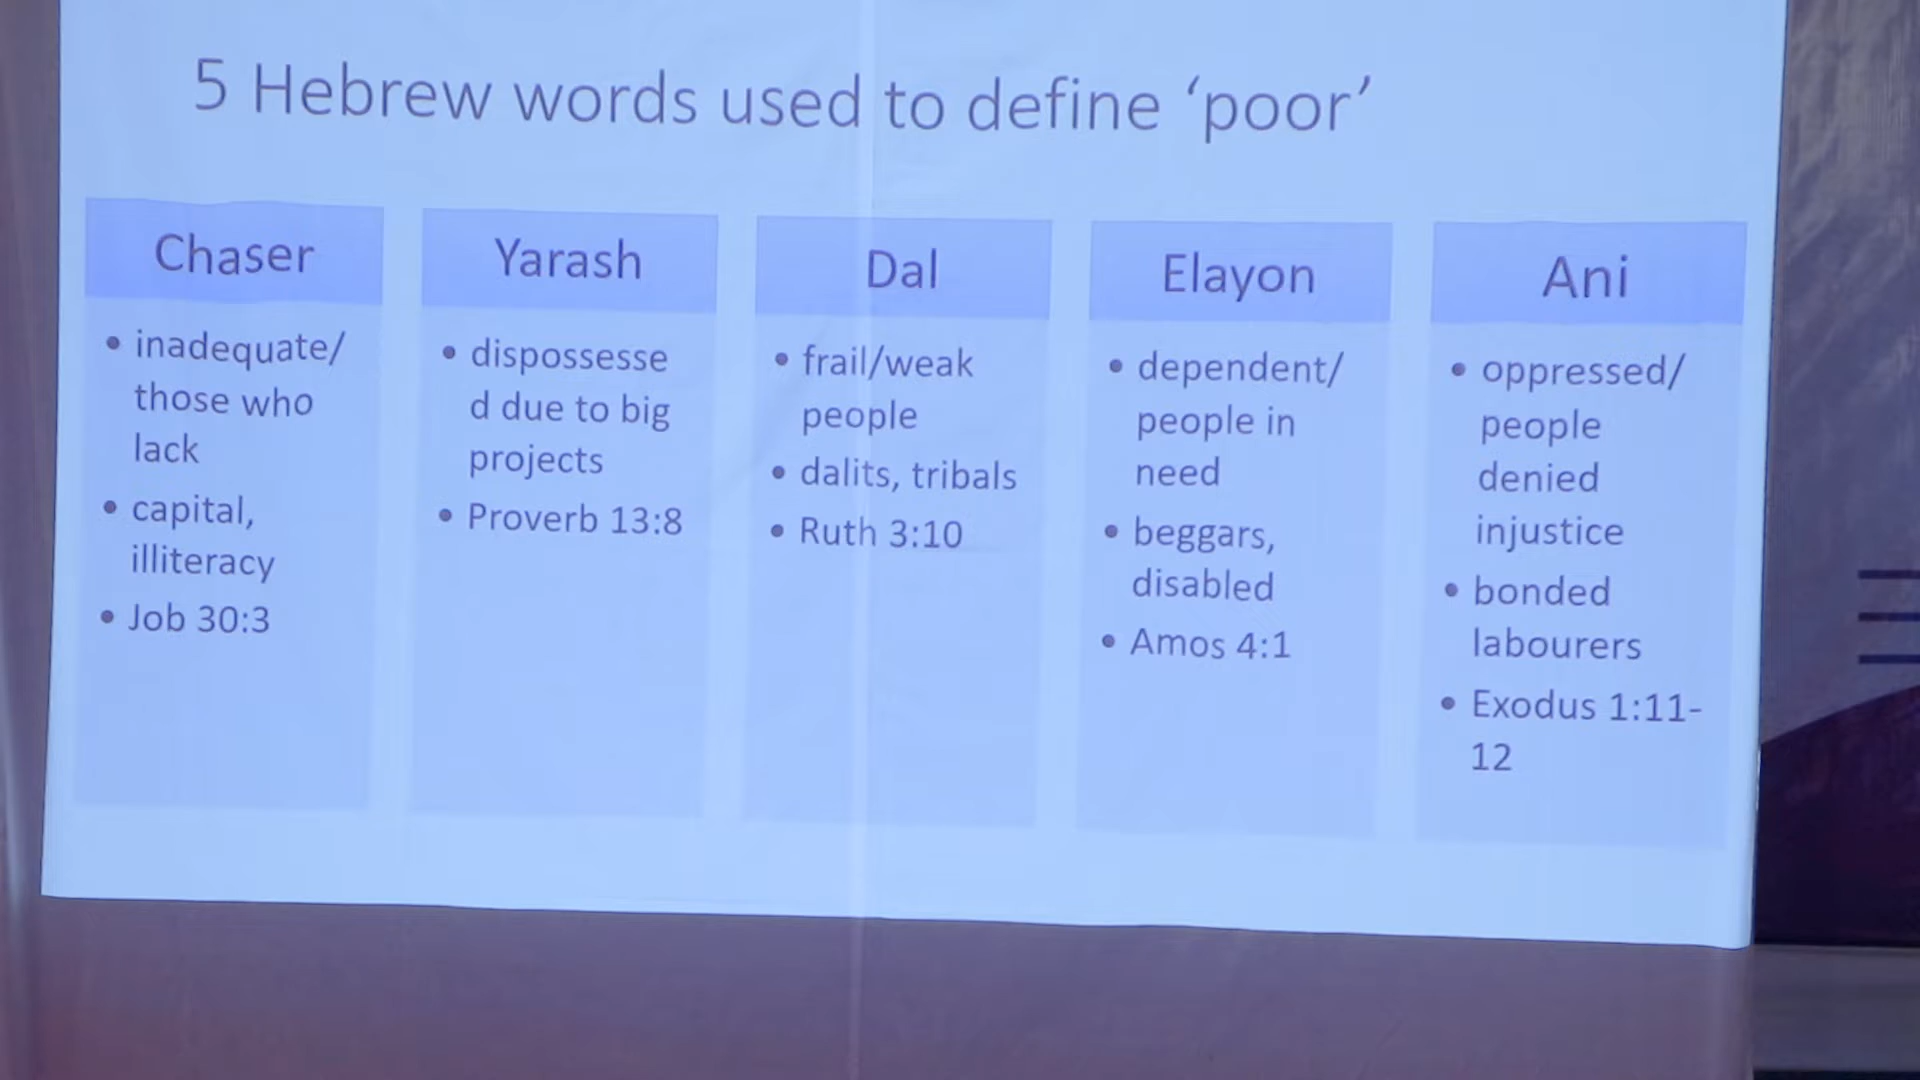 5 Hebrew words used to define ‘poor’
Chaser
• inadequate/
those who
lack
• capital,
illiteracy
• Job 30:3
Yarash
• dispossesse
d due to big
projects
• Proverb 13:8
Dal
• frail/weak
people
• dalits, tribals
• Ruth 3:10
Elayon
• dependent/
people in
need
• beggars,
disabled
• Amos 4:1
Ani
• oppressed/
people
denied
injustice
• bonded
labourers
• Exodus 1:11-
12